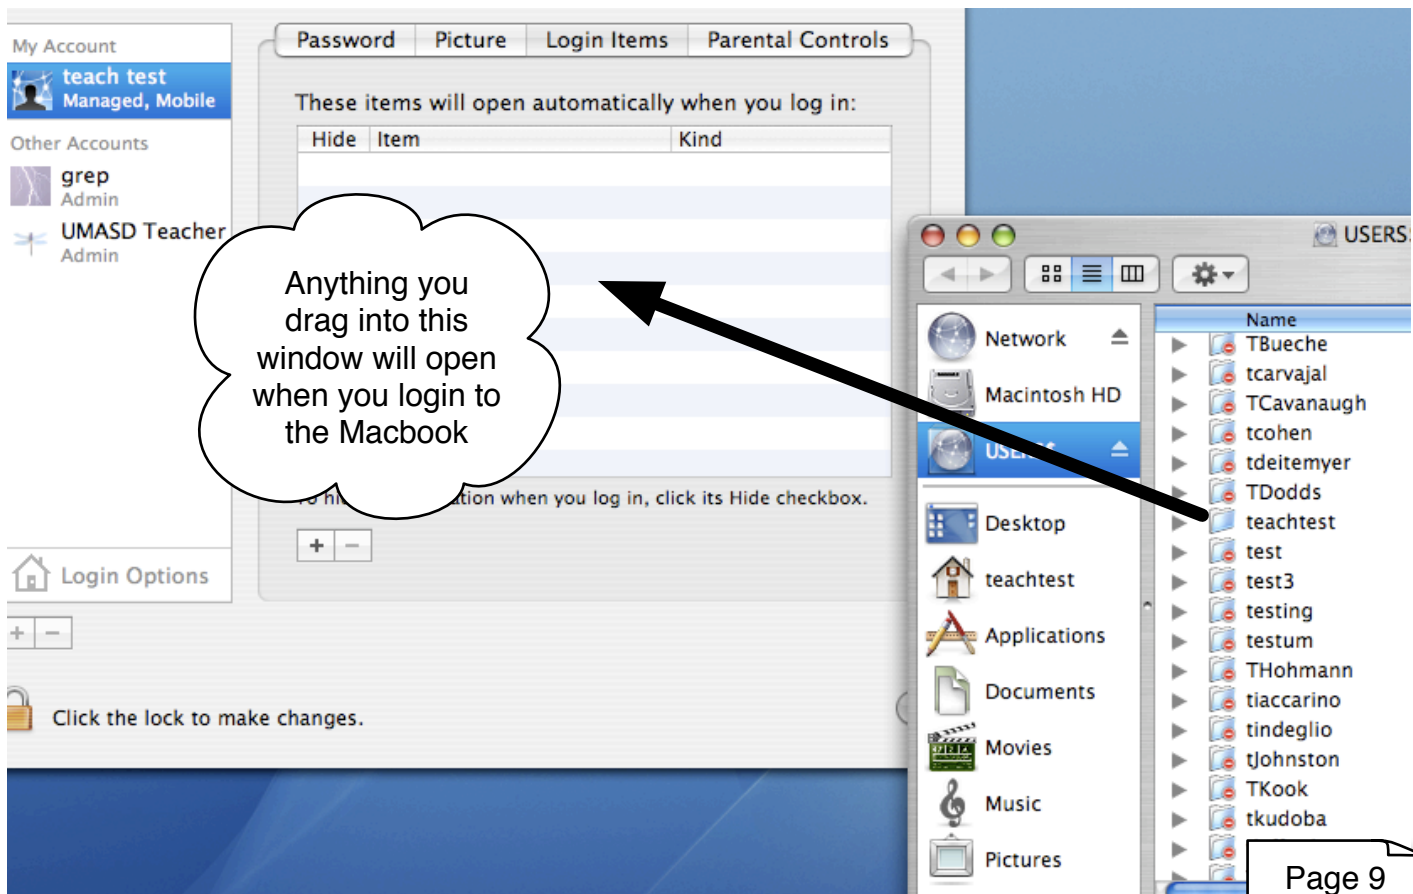 My Account
teach test
Managed, Mobile
Other Accounts
grep
Admin
UMASD Teacher
Admin
Login Options
Click the lock to make changes.
Password Picture Login Items Parental Controls
These items will open automatically when you log in:
Hide Item Kind
Anything you
drag into this
window will open
when you login to
the Macbook
when you log in, click its Hide checkbox.
USERS
Network
Macintosh HD
Desktop
teachtest
Applications
Documents
Movies
Music
Pictures
Name
TBueche
tcarvajal
TCavanaugh
tcohen
tdeitemyer
TDodds
teachtest
test
test3
testing
testum
THohmann
tiaccarino
tindeglio
tJohnston
TKook
tkudoba
Page 9